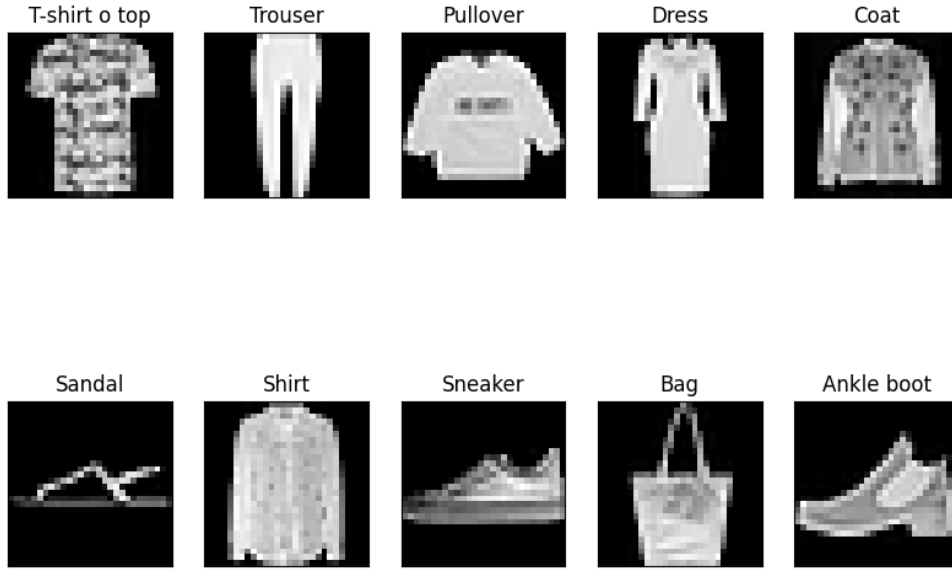 T-shirt o top
Trouser
Pullover
Dress
Coat
Sandal
Shirt
Sneaker
Bag
Ankle boot